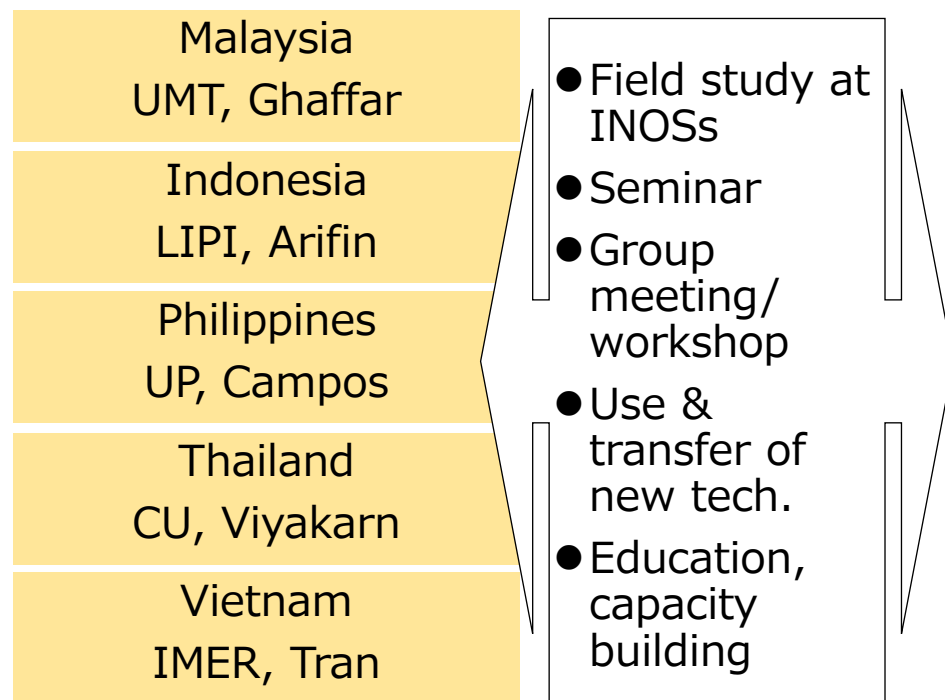 Malaysia
UMT, Ghaffar
Indonesia
LIPI, Arifin
Philippines
UP, Campos
Thailand
CU, Viyakarn
Vietnam
IMER, Tran
●Field study at
INOSs
●Seminar
●Group
meeting/
workshop
●Use &
transfer of
new tech.
●Education,
capacity
building